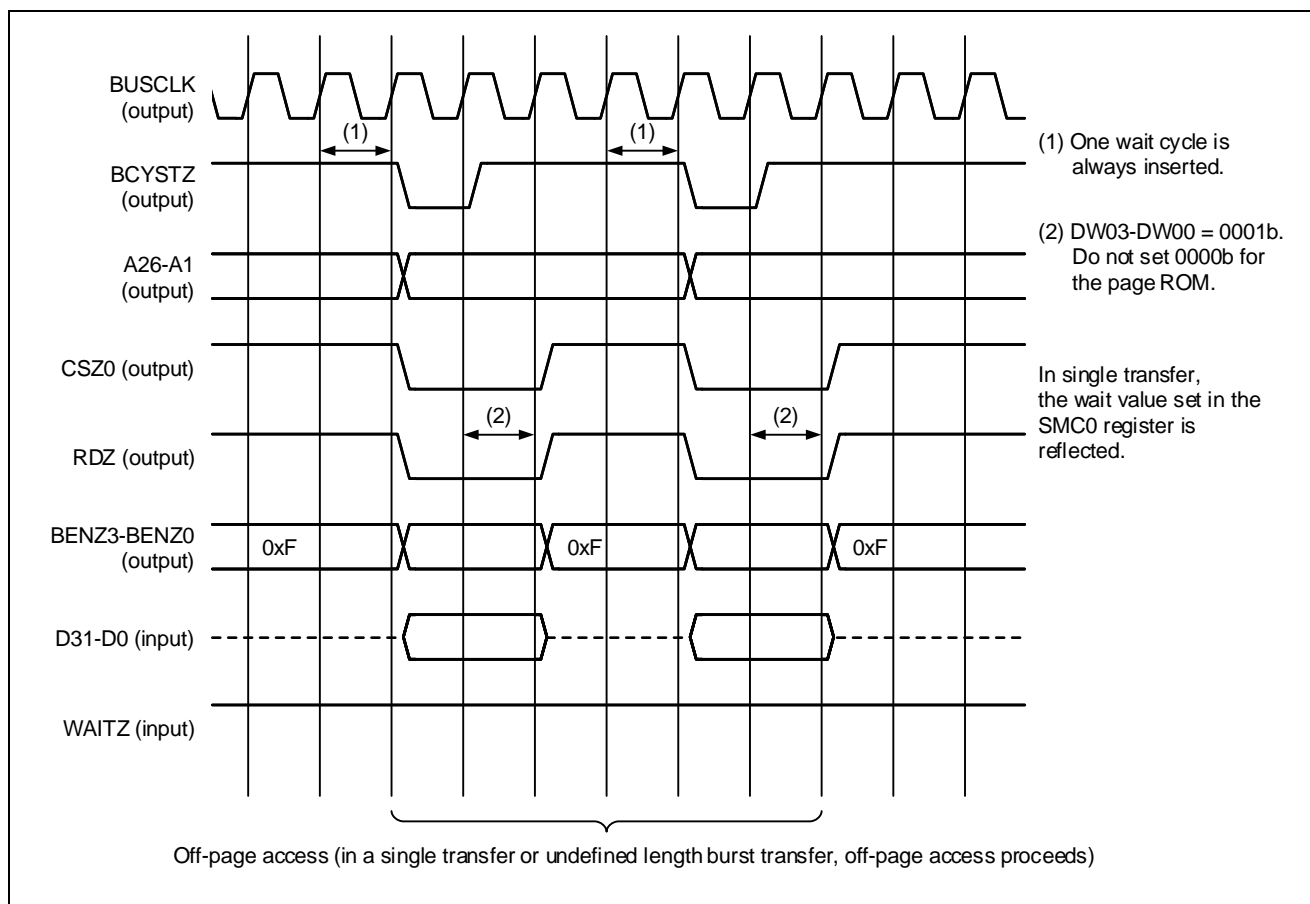 BUSCLK
(output)
(1)
(1)
(1) One wait cycle is
always inserted.
BCYSTZ
(output)
A26-A1
(output)
(2) DW03-DW00 = 0001b.
Do not set 0000b for
the page ROM.
CSZ0 (output)
In single transfer,
the wait value set in the
SMC0 register is
reflected.
(2)
(2)
RDZ (output)
BENZ3-BENZ0
(output)
0xF
0xF
0xF
D31-D0 (input)
WAITZ (input)
Off-page access (in a single transfer or undefined length burst transfer, off-page access proceeds)